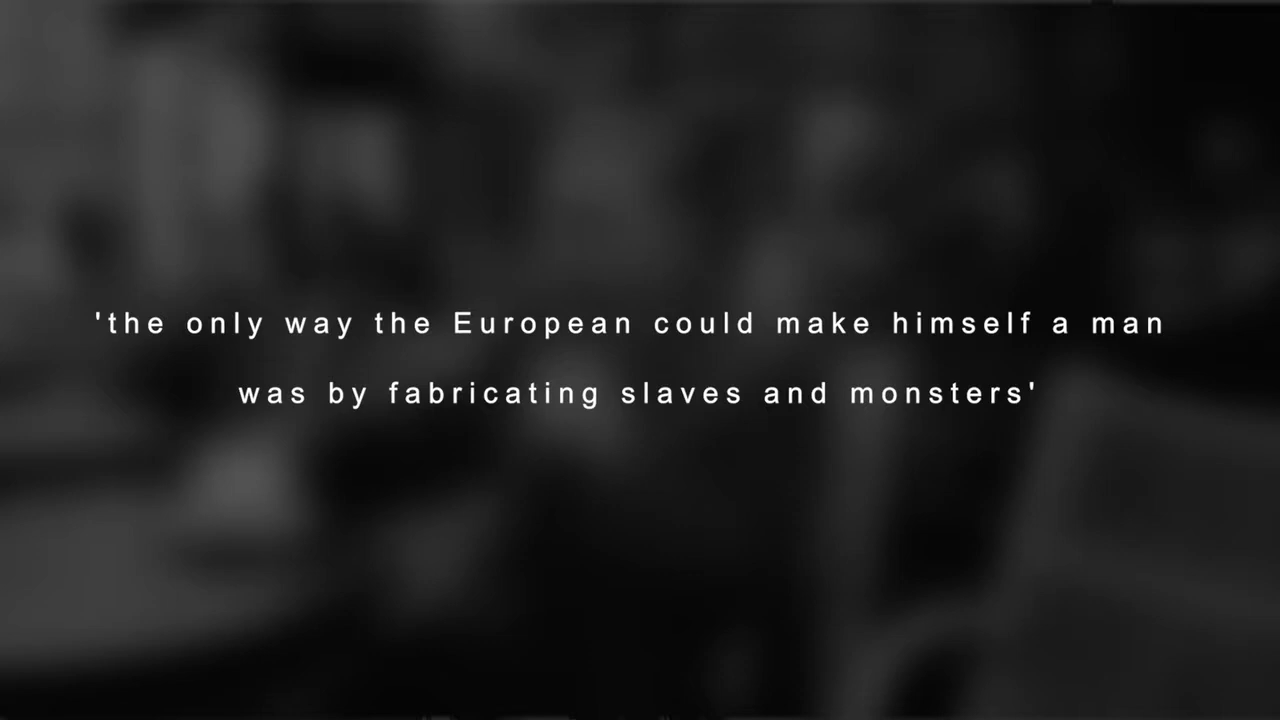 'the only way the European could make himself a man
was by fabricating slaves and monsters'